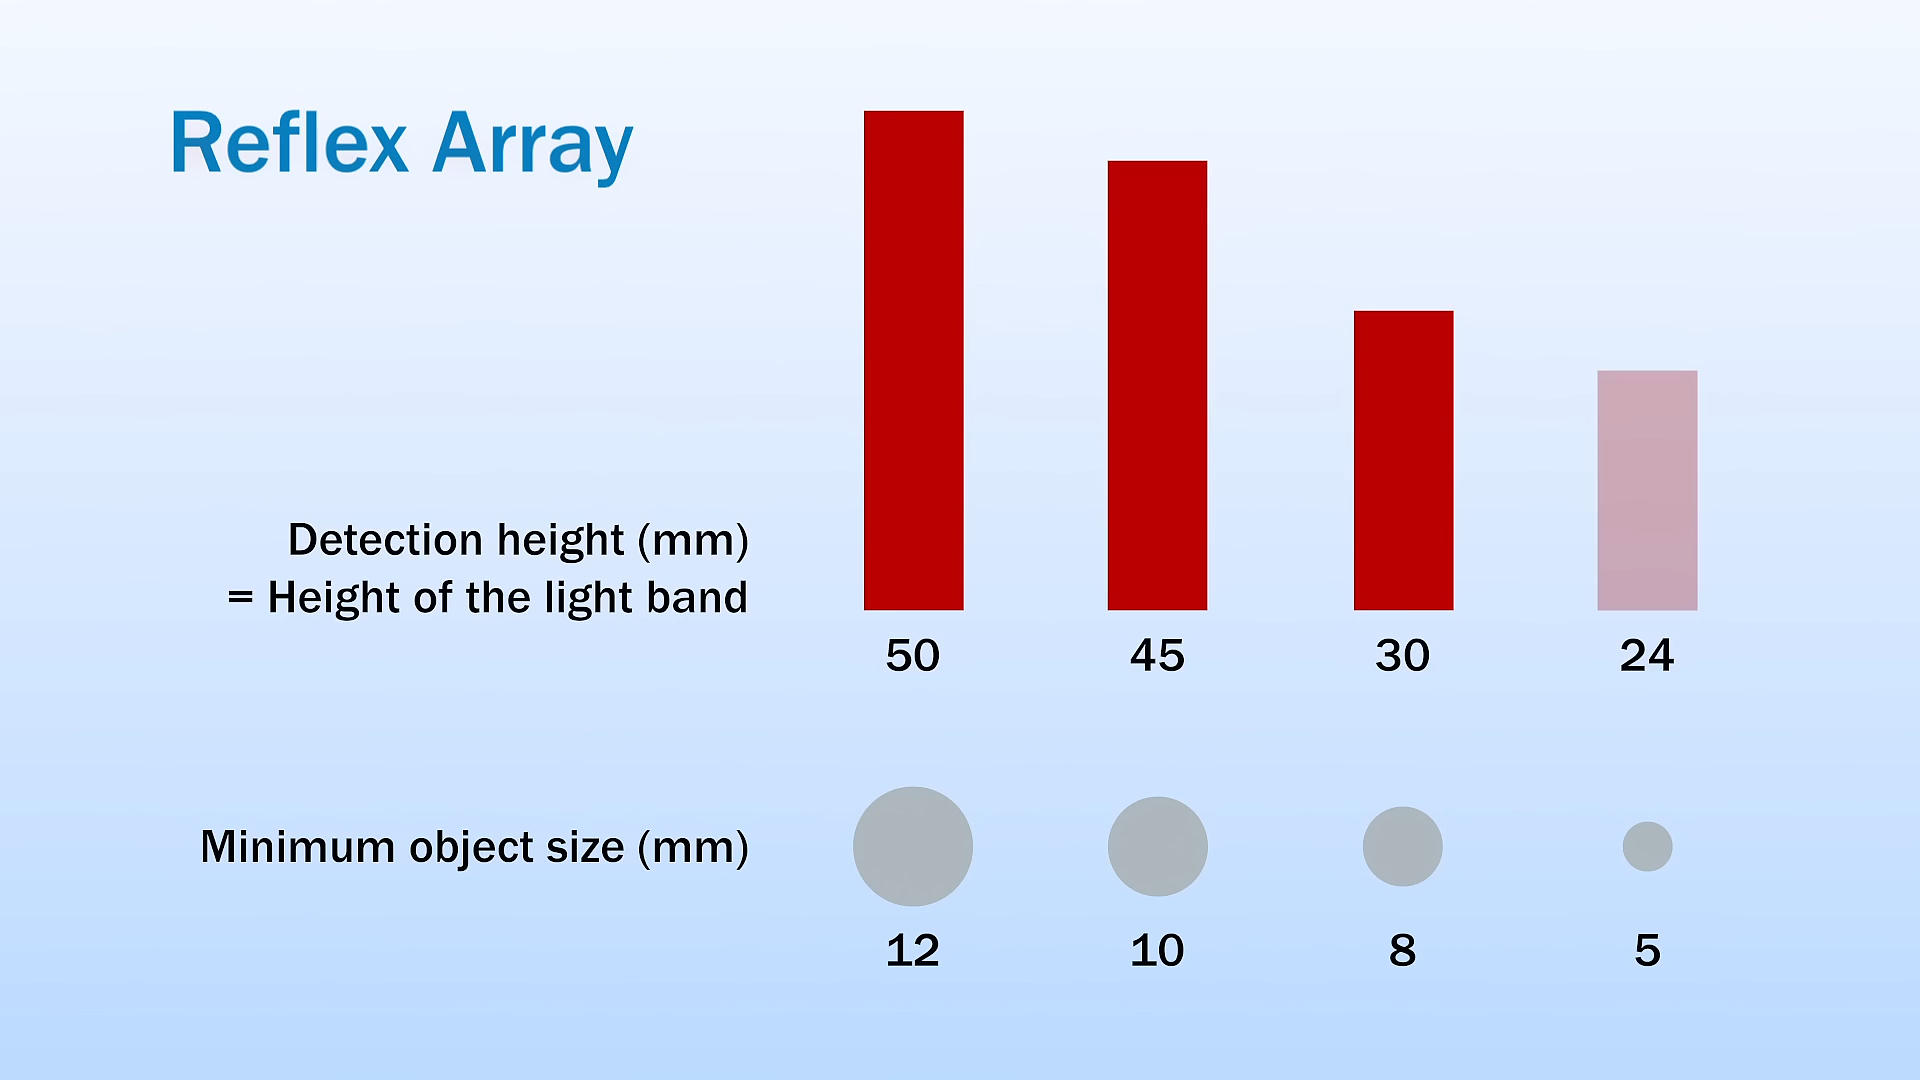 Reflex Array
Detection height (mm)
= Height of the light band
50 45 30 24
Minimum object size (mm)
12 10 8 5